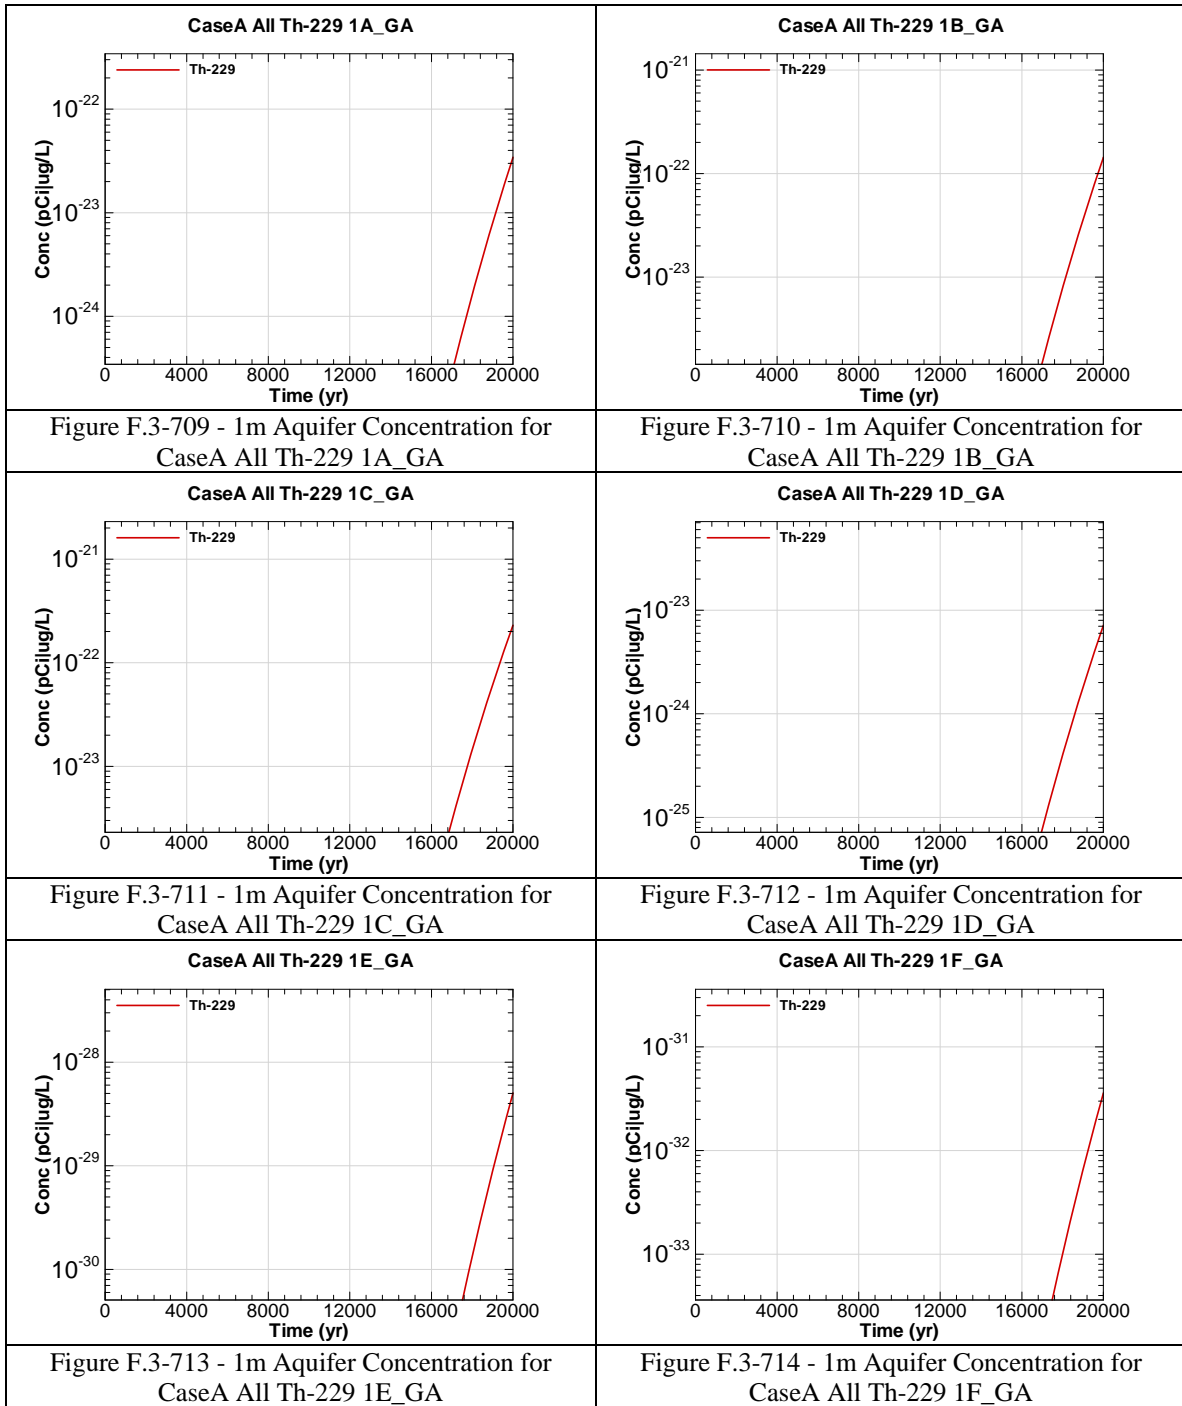 CaseA All Th-229 1A_GA
Th-229
10-22
10-23
10-24
Conc (pCi|ug/L)
0 4000 8000 12000 16000 20000
Time (yr)
Figure F.3-709 - 1m Aquifer Concentration for
CaseA All Th-229 1A_GA
CaseA All Th-229 1B_GA
Th-229
10-21
10-22
10-23
Conc (pCi|ug/L)
0 4000 8000 12000 16000 20000
Time (yr)
Figure F.3-710 - 1m Aquifer Concentration for
CaseA All Th-229 1B_GA
CaseA All Th-229 1C_GA
Th-229
10-21
10-22
10-23
Conc (pCi|ug/L)
0 4000 8000 12000 16000 20000
Time (yr)
Figure F.3-711 - 1m Aquifer Concentration for
CaseA All Th-229 1C_GA
CaseA All Th-229 1D_GA
Th-229
10-23
10-24
10-25
Conc (pCi|ug/L)
0 4000 8000 12000 16000 20000
Time (yr)
Figure F.3-712 - 1m Aquifer Concentration for
CaseA All Th-229 1D_GA
CaseA All Th-229 1E_GA
Th-229
10-28
10-29
10-30
Conc (pCi|ug/L)
0 4000 8000 12000 16000 20000
Time (yr)
Figure F.3-713 - 1m Aquifer Concentration for
CaseA All Th-229 1E_GA
CaseA All Th-229 1F_GA
Th-229
10-31
10-32
10-33
Conc (pCi|ug/L)
0 4000 8000 12000 16000 20000
Time (yr)
Figure F.3-714 - 1m Aquifer Concentration for
CaseA All Th-229 1F_GA